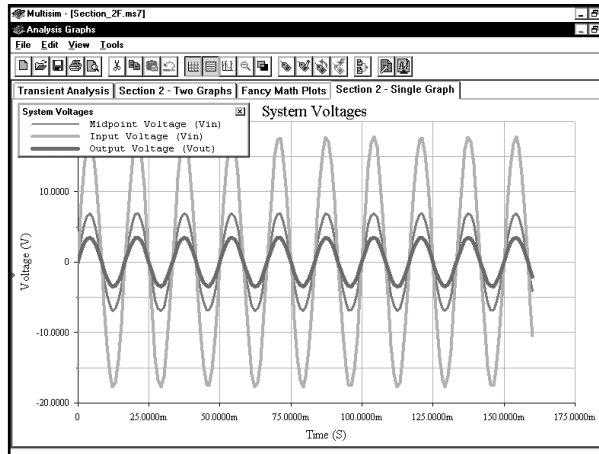 Multisim - [Section_2F.ms7]
Analysis Graphs
File Edit View Tools
Transient Analysis Section 2 - Two Graphs Fancy Math Plots Section 2 - Single Graph
System Voltages
Midpoint Voltage (Vin)
Input Voltage (Vin)
Output Voltage (Vout)
System Voltages
Voltage (V)
10.0000
0
-10.0000
-20.0000
0 25.0000m 50.0000m 75.0000m 100.0000m 125.0000m 150.0000m 175.0000m
Time (S)